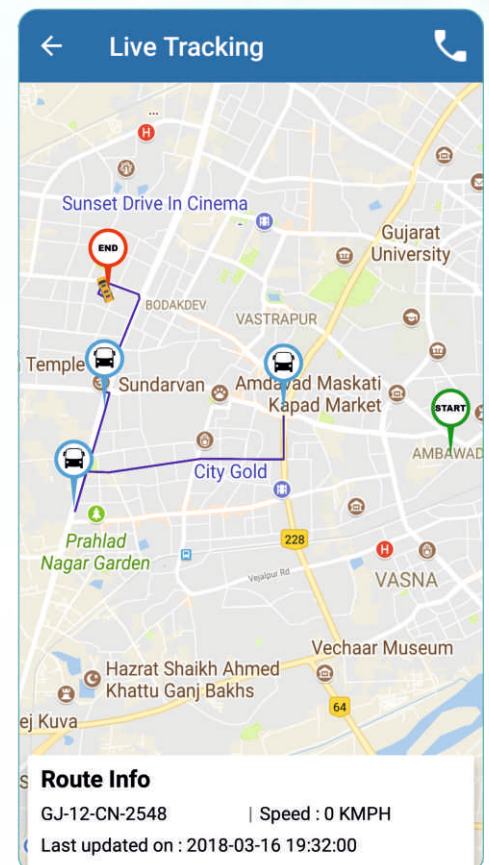 Live Tracking
...
H
Sunset Drive In Cinema
END
Gujarat
University
BODAKDEV
VASTRAPUR
Temple
Sundarvan
Amdavad Maskati
Kapad Market
START
AMBAWAD
City Gold
Prahlad
Nagar Garden
228
H
Vejalpur Rd
VASNA
Vechaar Museum
Hazrat Shaikh Ahmed
Khattu Ganj Bakhs
64
ej Kuva
S
Route Info
GJ-12-CN-2548 | Speed : 0 KMPH
Last updated on : 2018-03-16 19:32:00